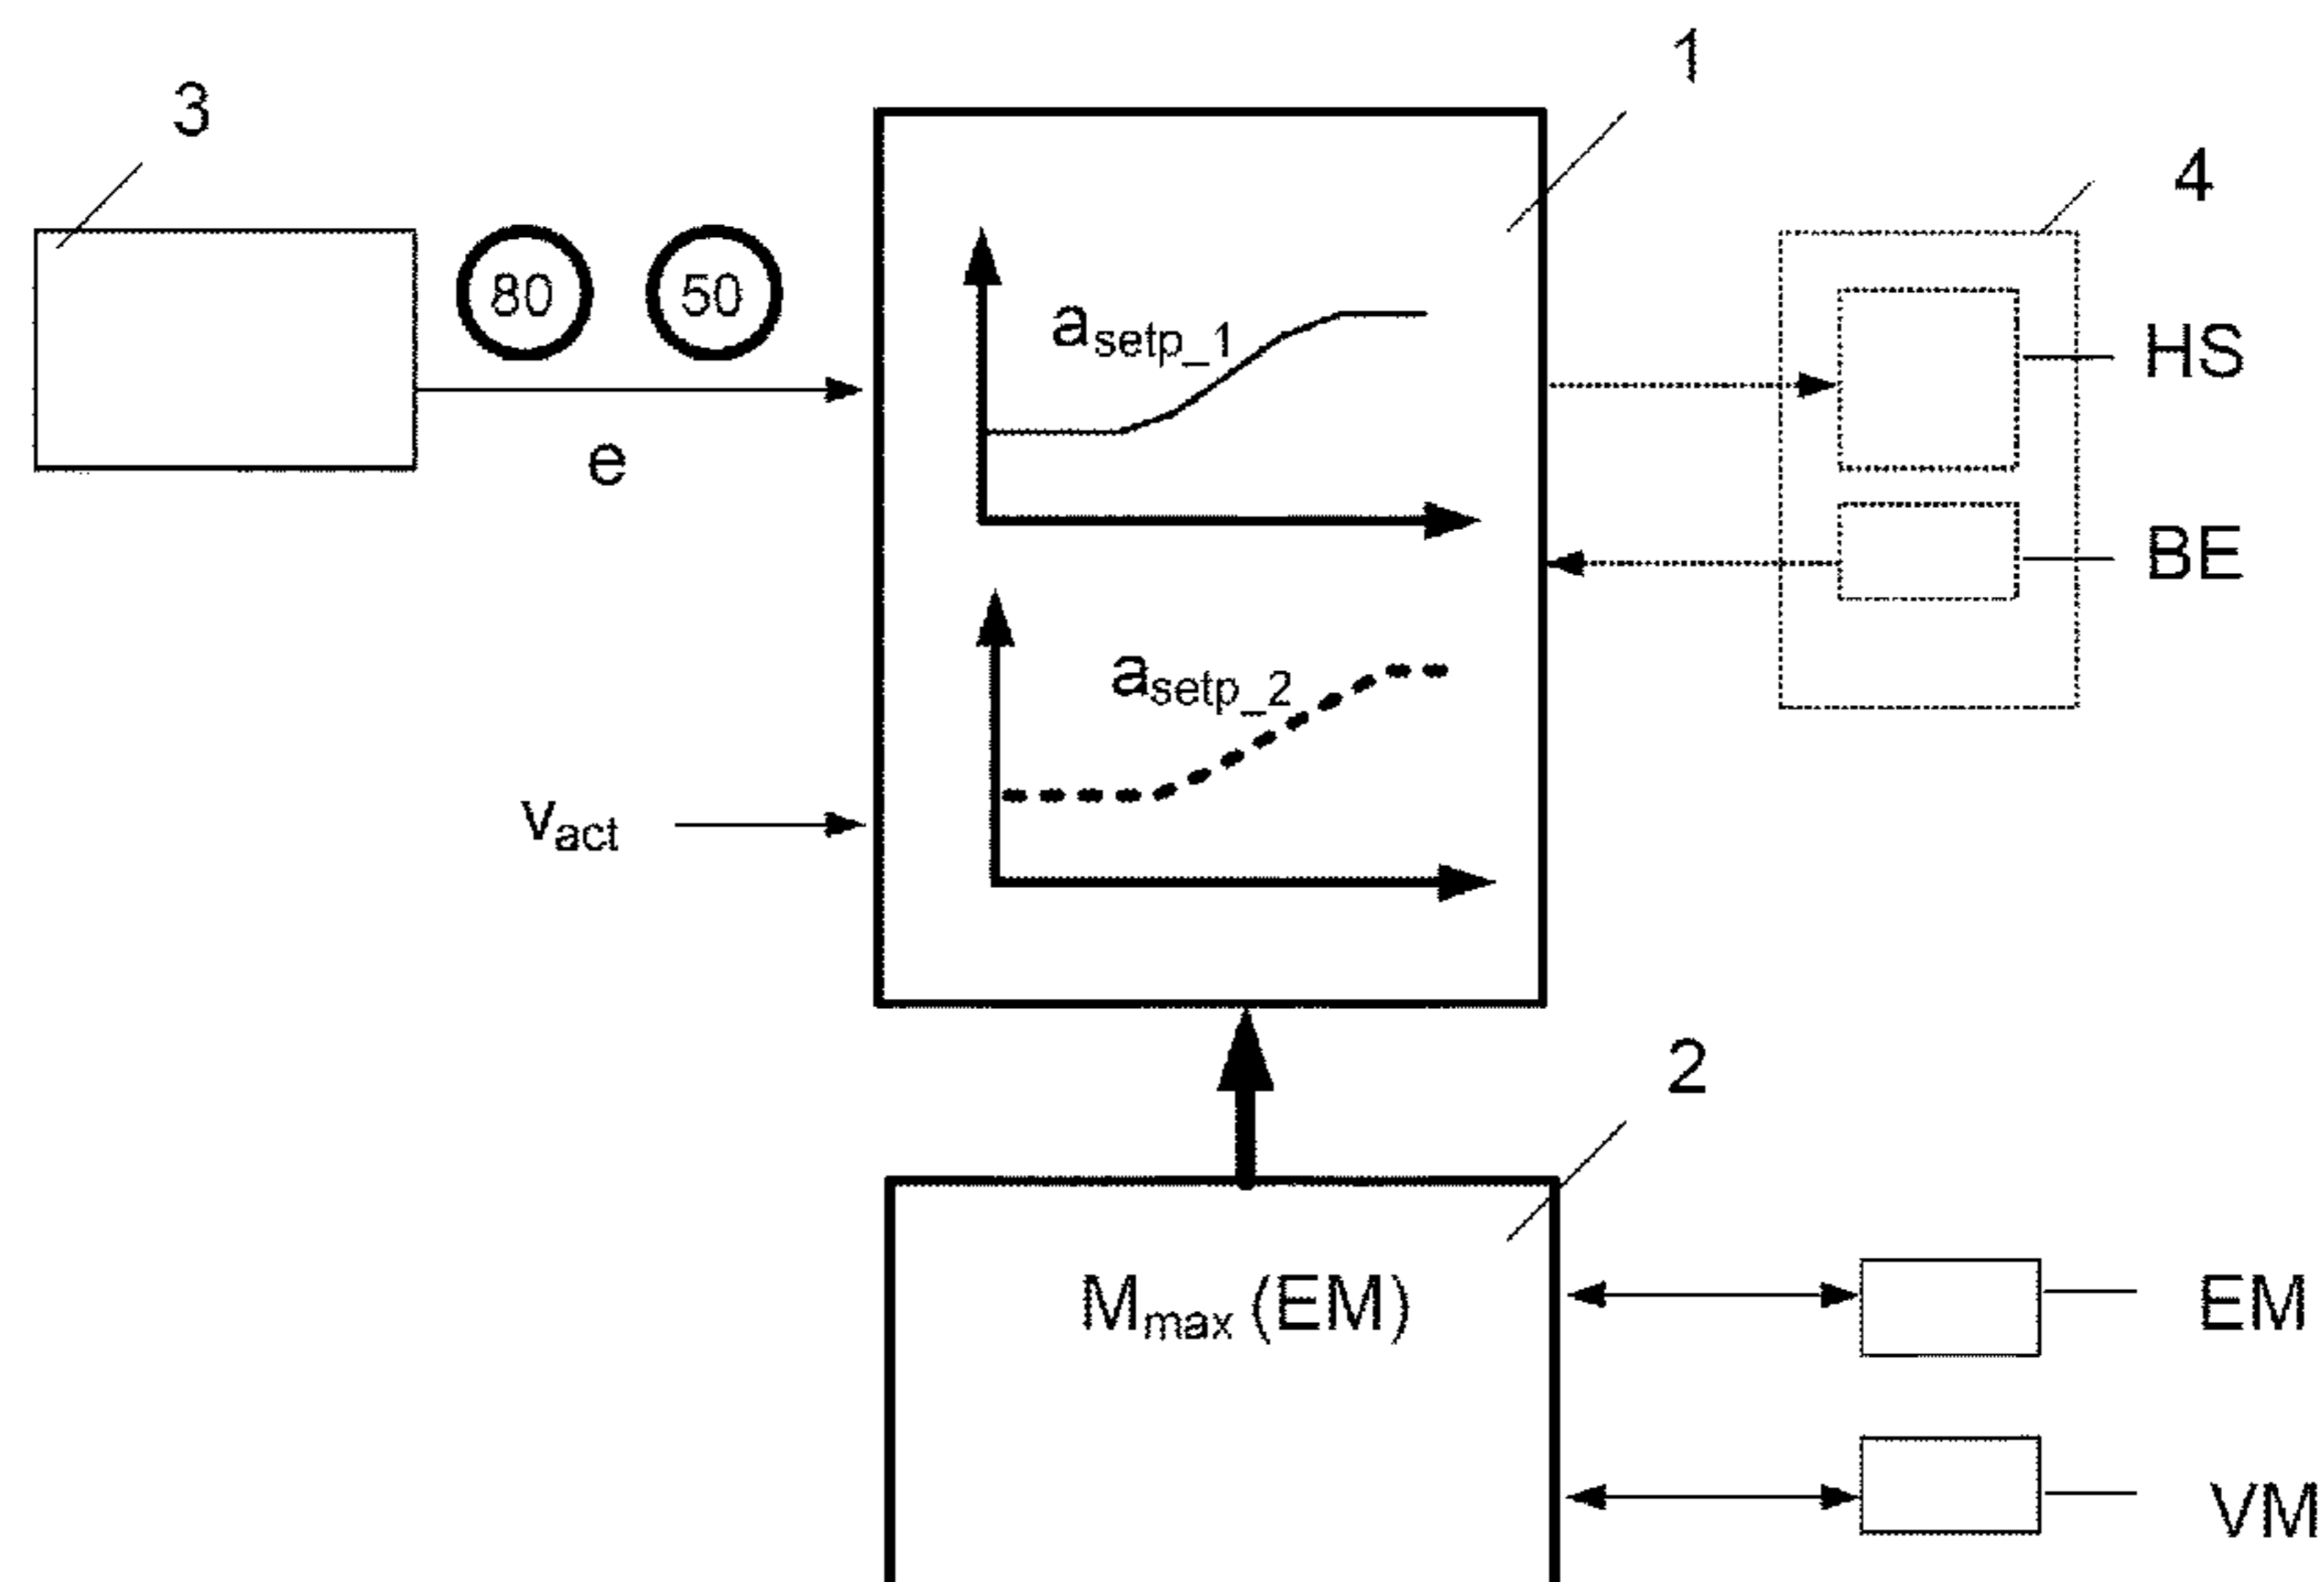 1
3
4
80 50
a_setp_1
HS
e
BE
a_setp_2
v_act
2
M_max (EM)
EM
VM